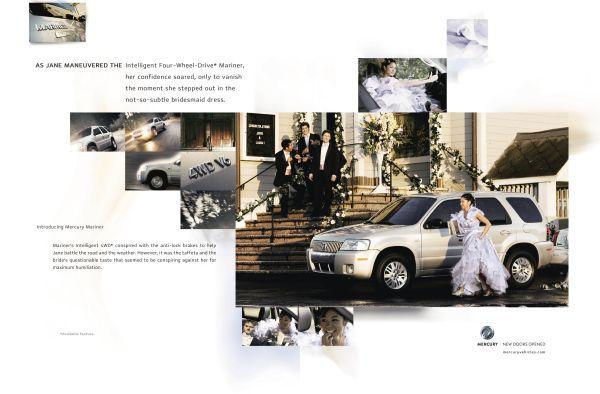 MARINER
AS JANE MANEUVERED THE Intelligent Four-Wheel-Drive* Mariner,
her confidence soared, only to vanish
the moment she stepped out in the
not-so-subtle bridesmaid dress.
4WD V6
Introducing Mercury Mariner
Mariner's Intelligent 4WD* conspired with the anti-lock brakes to help
Jane battle the road and the weather. However, it was the taffeta and the
bride's questionable taste that seemed to be conspiring against her for
maximum humiliation.
*Available feature.
MERCURY NEW DOORS OPENED
mercuryvehicles.com